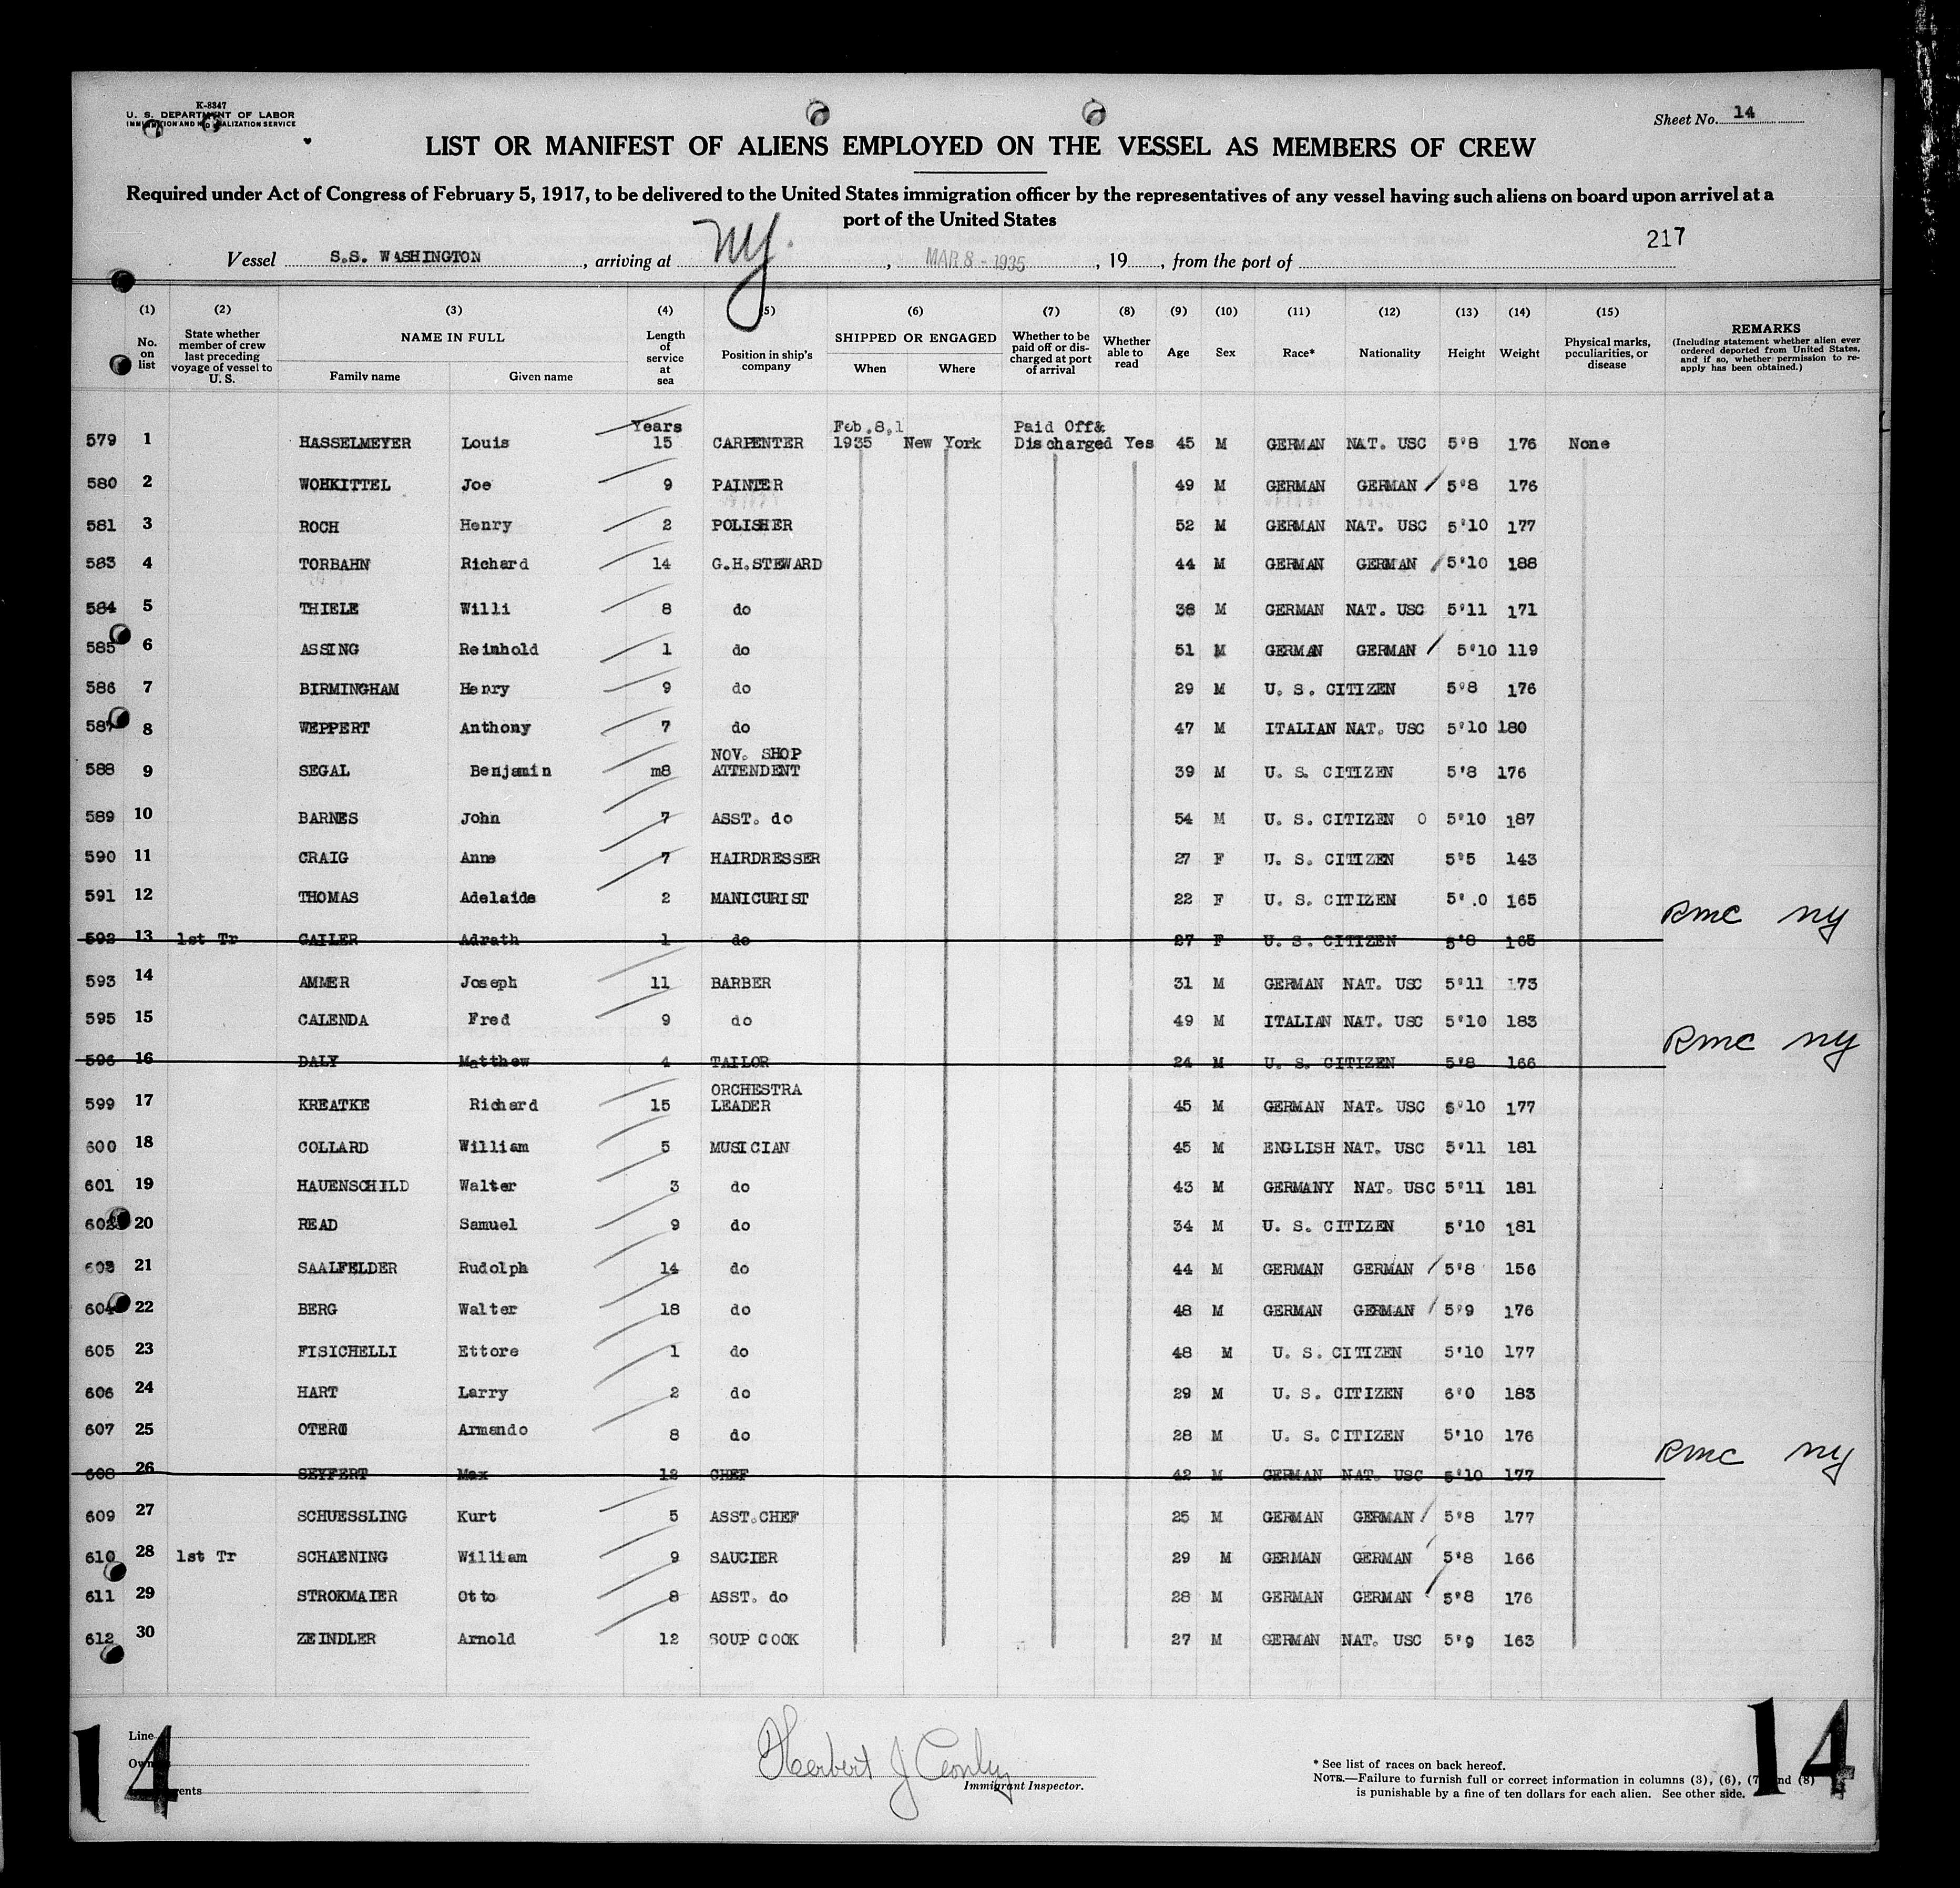 K-8347
U. S. DEPARTMENT OF LABOR
IMMIGRATION AND NATURALIZATION SERVICE
Sheet No. 14
LIST OR MANIFEST OF ALIENS EMPLOYED ON THE VESSEL AS MEMBERS OF CREW
Required under Act of Congress of February 5, 1917, to be delivered to the United States immigration officer by the representatives of any vessel having such aliens on board upon arrival at a
port of the United States
217
Vessel S.S. WASHINGTON, arriving at NY., MAR 8 - 1935, 19, from the port of
(1) (2) (3) (4) (5) (6) (7) (8) (9) (10) (11) (12) (13) (14) (15)
No. on list
State whether member of crew last preceding voyage of vessel to U. S.
NAME IN FULL
Family name Given name
Length of service at sea
Position in ship's company
SHIPPED OR ENGAGED
When Where
Whether to be paid off or discharged at port of arrival
Whether able to read
Age Sex Race* Nationality Height Weight
Physical marks, peculiarities, or disease
REMARKS
(Including statement whether alien ever ordered deported from United States, and if so, whether permission to reapply has been obtained.)
Years Feb.8,1 Paid Off&
579 1 HASSELMEYER Louis 15 CARPENTER 1935 New York Discharged Yes 45 M GERMAN NAT. USC 5'8 176 None
580 2 WOHKITTEL Joe 9 PAINTER 49 M GERMAN GERMAN / 5'8 176
581 3 ROCH Henry 2 POLISHER 52 M GERMAN NAT. USC 5'10 177
583 4 TORBAHN Richard 14 G.H.STEWARD 44 M GERMAN GERMAN / 5'10 188
584 5 THIELE Willi 8 do 38 M GERMAN NAT. USC 5'11 171
585 6 ASSING Reinhold 1 do 51 M GERMAN GERMAN / 5'10 119
586 7 BIRMINGHAM Henry 9 do 29 M U. S. CITIZEN 5'8 176
587 8 WEPPERT Anthony 7 do 47 M ITALIAN NAT. USC 5'10 180
NOV. SHOP
588 9 SEGAL Benjamin m8 ATTENDENT 39 M U. S. CITIZEN 5'8 176
589 10 BARNES John 7 ASST. do 54 M U. S. CITIZEN O 5'10 187
590 11 CRAIG Anne 7 HAIRDRESSER 27 F U. S. CITIZEN 5'5 143
591 12 THOMAS Adelaide 2 MANICURIST 22 F U. S. CITIZEN 5'.0 165
592 13 1st Tr CAILER Adrath 1 do 27 F U. S. CITIZEN 5'8 165 RMC NY
593 14 AMMER Joseph 11 BARBER 31 M GERMAN NAT. USC 5'11 173
595 15 CALENDA Fred 9 do 49 M ITALIAN NAT. USC 5'10 183
596 16 DALY Matthew 4 TAILOR 24 M U. S. CITIZEN 5'8 166 RMC NY
ORCHESTRA
599 17 KREATKE Richard 15 LEADER 45 M GERMAN NAT. USC 5'10 177
600 18 COLLARD William 5 MUSICIAN 45 M ENGLISH NAT. USC 5'11 181
601 19 HAUENSCHILD Walter 3 do 43 M GERMANY NAT. USC 5'11 181
602 20 READ Samuel 9 do 34 M U. S. CITIZEN 5'10 181
603 21 SAALFELDER Rudolph 14 do 44 M GERMAN GERMAN / 5'8 156
604 22 BERG Walter 18 do 48 M GERMAN GERMAN / 5'9 176
605 23 FISICHELLI Ettore 1 do 48 M U. S. CITIZEN 5'10 177
606 24 HART Larry 2 do 29 M U. S. CITIZEN 6'0 183
607 25 OTERO Armando 8 do 28 M U. S. CITIZEN 5'10 176
608 26 SEYFERT Max 12 CHEF 42 M GERMAN NAT. USC 5'10 177 RMC NY
609 27 SCHUESSLING Kurt 5 ASST.CHEF 25 M GERMAN GERMAN / 5'8 177
610 28 1st Tr SCHAENING William 9 SAUCIER 29 M GERMAN GERMAN 5'8 166
611 29 STROKMAIER Otto 8 ASST. do 28 M GERMAN GERMAN / 5'8 176
612 30 ZEINDLER Arnold 12 SOUP COOK 27 M GERMAN NAT. USC 5'9 163
14 14
Line
Herbert J Conley
Immigrant Inspector.
* See list of races on back hereof.
NOTE.—Failure to furnish full or correct information in columns (3), (6), (7) and (8)
is punishable by a fine of ten dollars for each alien. See other side.